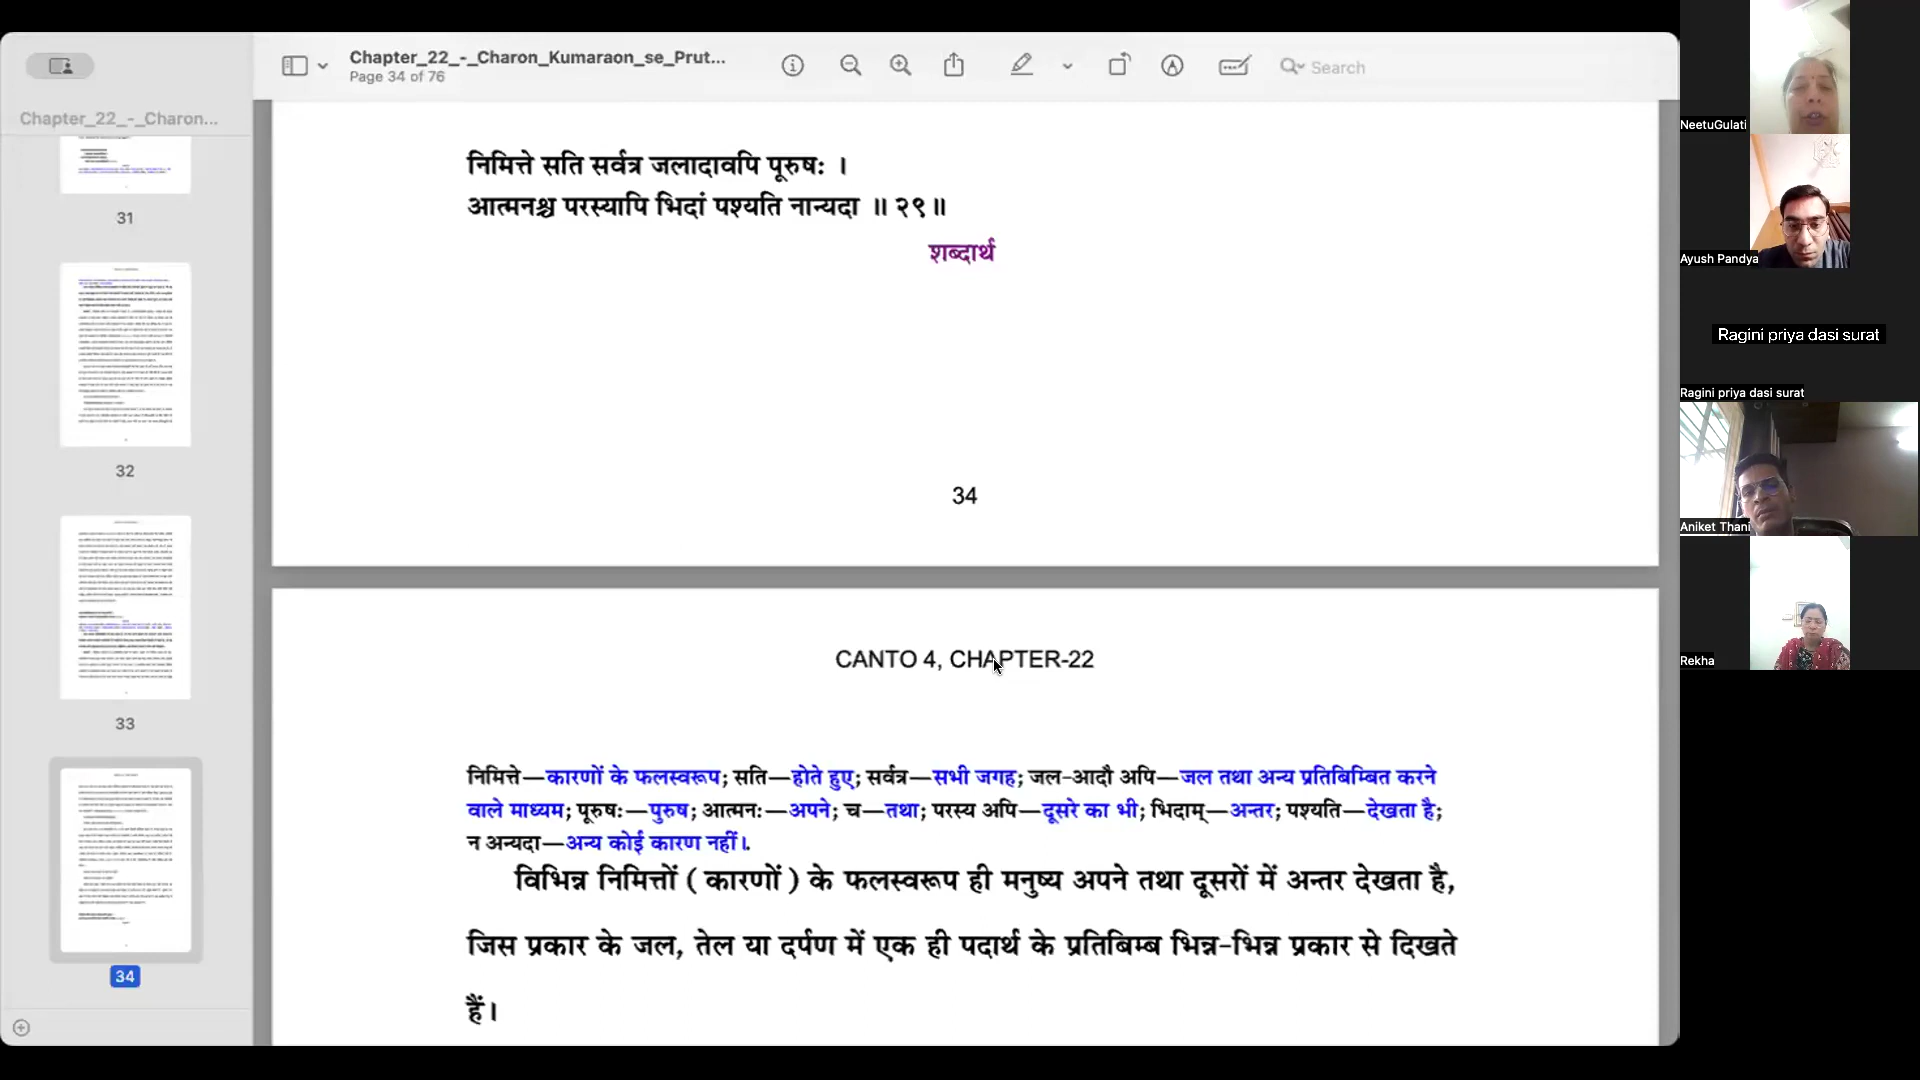 Chapter_22_-_Charon_Kumaraon_se_Prut...
Page 34 of 76
Search
Chapter_22_-_Charon...
31
32
33
34
निमित्ते सति सर्वत्र जलादावपि पूरुषः ।
आत्मनश्च परस्यापि भिदां पश्यति नान्यदा ॥ २९॥
शब्दार्थ
34
CANTO 4, CHAPTER-22
निमित्ते—कारणों के फलस्वरूप; सति—होते हुए; सर्वत्र—सभी जगह; जल-आदौ अपि—जल तथा अन्य प्रतिबिम्बित करने
वाले माध्यम; पूरुषः—पुरुष; आत्मनः—अपने; च—तथा; परस्य अपि—दूसरे का भी; भिदाम्—अन्तर; पश्यति—देखता है;
न अन्यदा—अन्य कोई कारण नहीं।.
विभिन्न निमित्तों ( कारणों ) के फलस्वरूप ही मनुष्य अपने तथा दूसरों में अन्तर देखता है,
जिस प्रकार के जल, तेल या दर्पण में एक ही पदार्थ के प्रतिबिम्ब भिन्न-भिन्न प्रकार से दिखते
हैं।
NeetuGulati
Ayush Pandya
Ragini priya dasi surat
Ragini priya dasi surat
Aniket Thani
Rekha